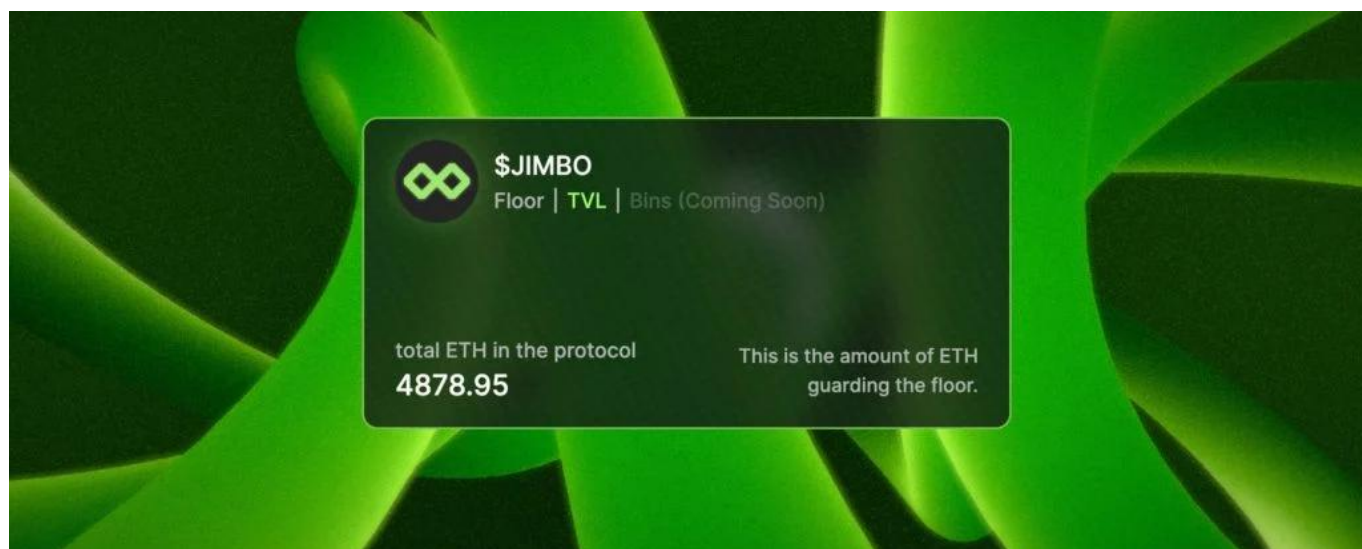 $JIMBO
Floor | TVL | Bins (Coming Soon)
total ETH in the protocol
4878.95
This is the amount of ETH
guarding the floor.